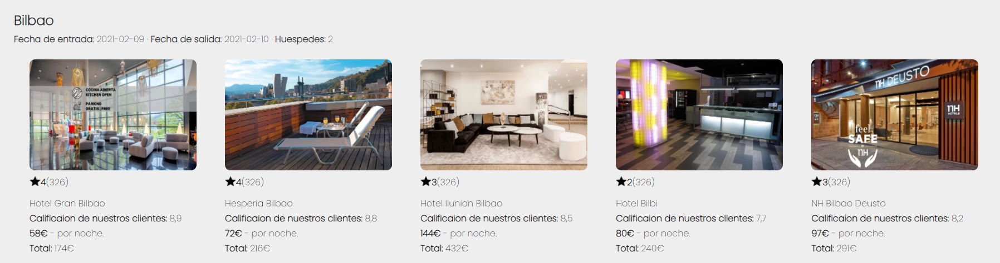 Bilbao
Fecha de entrada: 2021-02-09 · Fecha de salida: 2021-02-10 · Huespedes: 2
COCINA ABIERTA
KITCHEN OPEN
PARKING
GRATIS | FREE
NH DEUSTO
NH
HOTELS
feel
SAFE
AT
NH
★4(326)
Hotel Gran Bilbao
Calificaion de nuestros clientes: 8,9
58€ - por noche.
Total: 174€
★4(326)
Hesperia Bilbao
Calificaion de nuestros clientes: 8,8
72€ - por noche.
Total: 216€
★3(326)
Hotel Ilunion Bilbao
Calificaion de nuestros clientes: 8,5
144€ - por noche.
Total: 432€
★2(326)
Hotel Bilbi
Calificaion de nuestros clientes: 7,7
80€ - por noche.
Total: 240€
★3(326)
NH Bilbao Deusto
Calificaion de nuestros clientes: 8,2
97€ - por noche.
Total: 291€